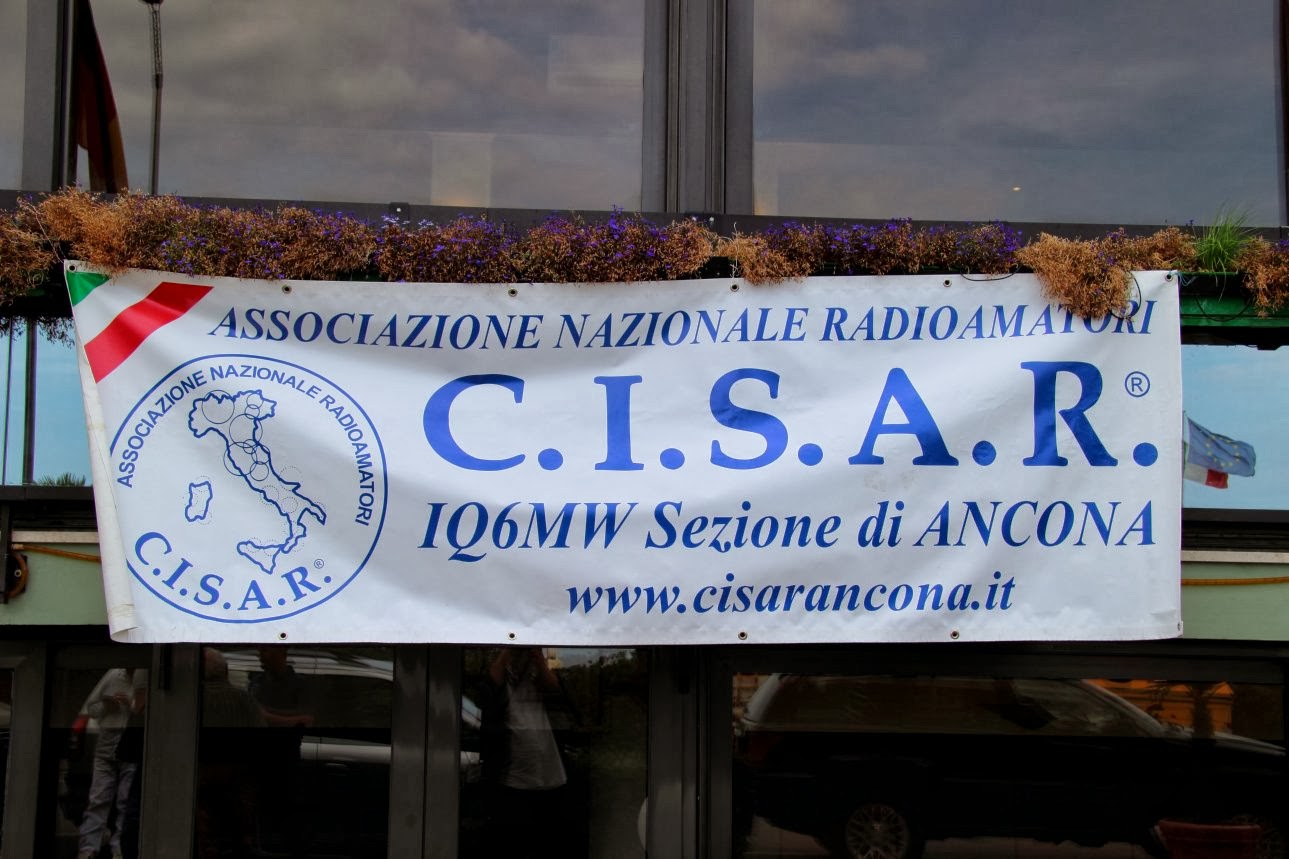 ASSOCIAZIONE NAZIONALE RADIOAMATORI
C.I.S.A.R.®
IQ6MW Sezione di ANCONA
www.cisarancona.it
ASSOCIAZIONE NAZIONALE RADIOAMATORI
C.I.S.A.R.®